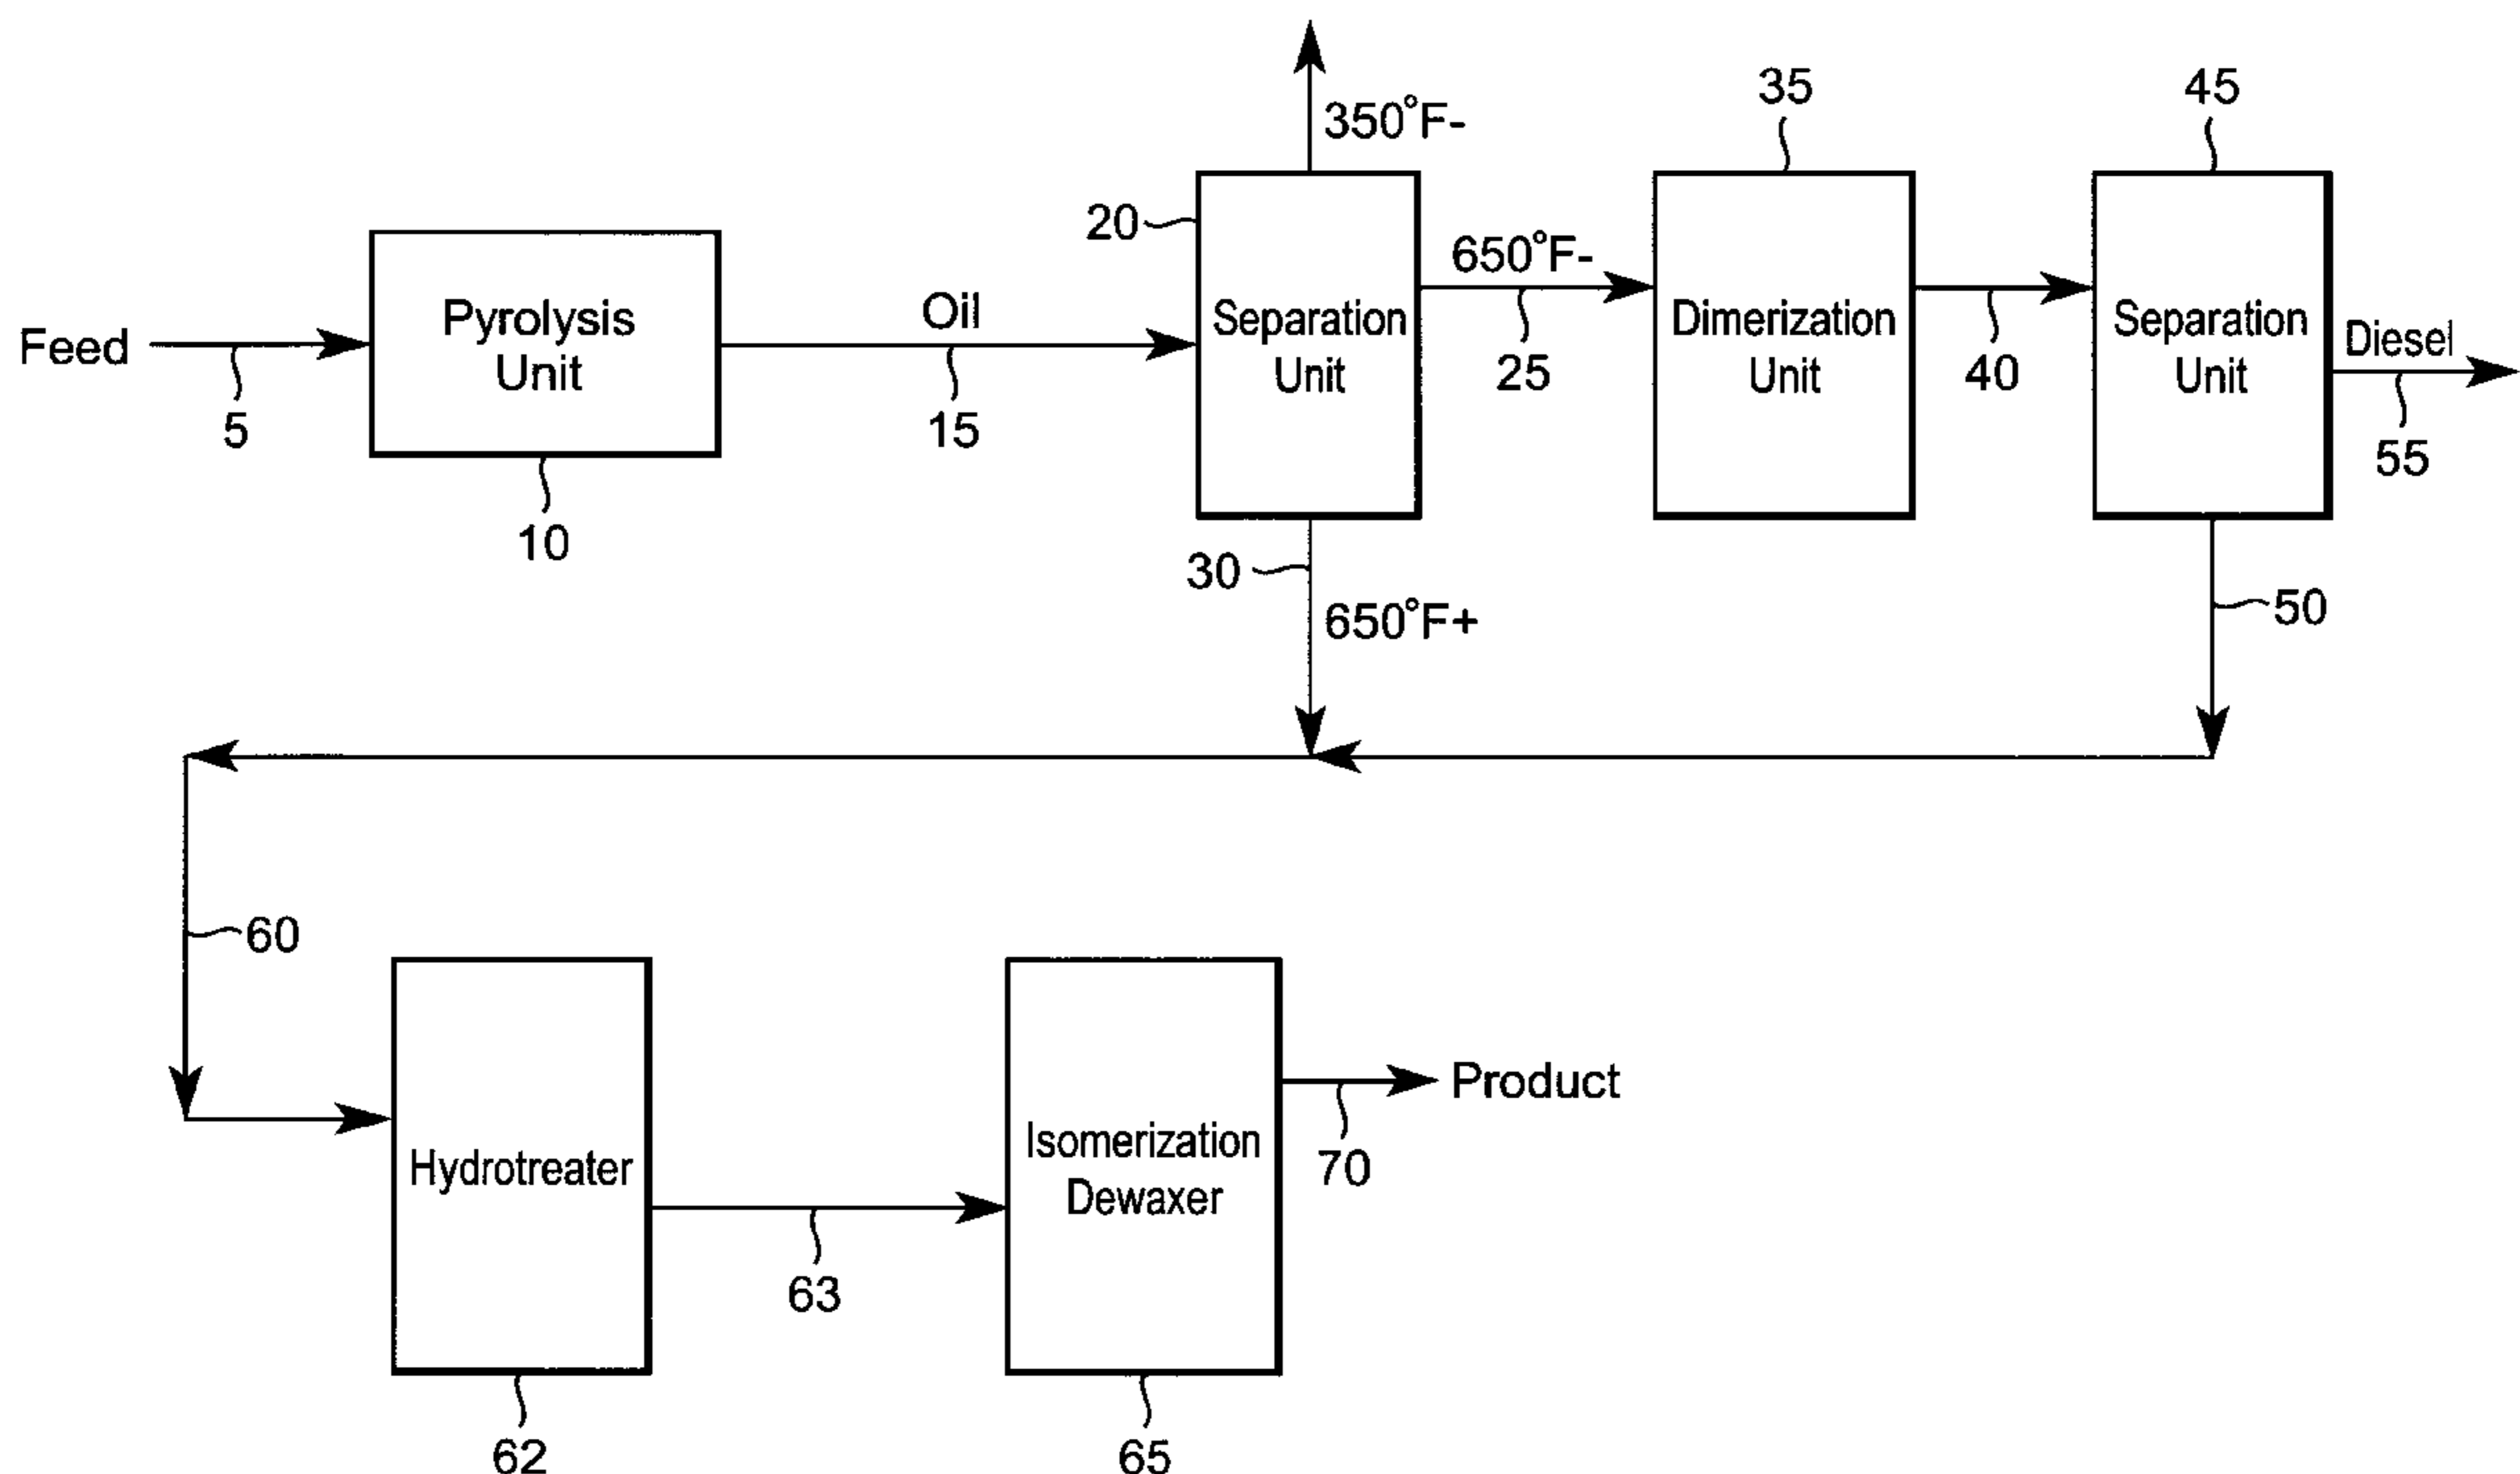 350°F-
35
45
20
650°F-
Oil
Pyrolysis
Unit
Separation
Unit
Dimerization
Unit
Separation
Unit
Diesel
Feed
5
15
25
40
55
10
30
650°F+
50
60
Product
Isomerization
Dewaxer
Hydrotreater
70
63
62
65